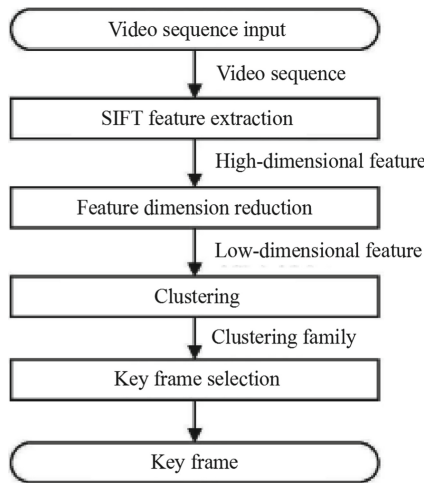 Video sequence input
Video sequence
SIFT feature extraction
High-dimensional feature
Feature dimension reduction
Low-dimensional feature
Clustering
Clustering family
Key frame selection
Key frame